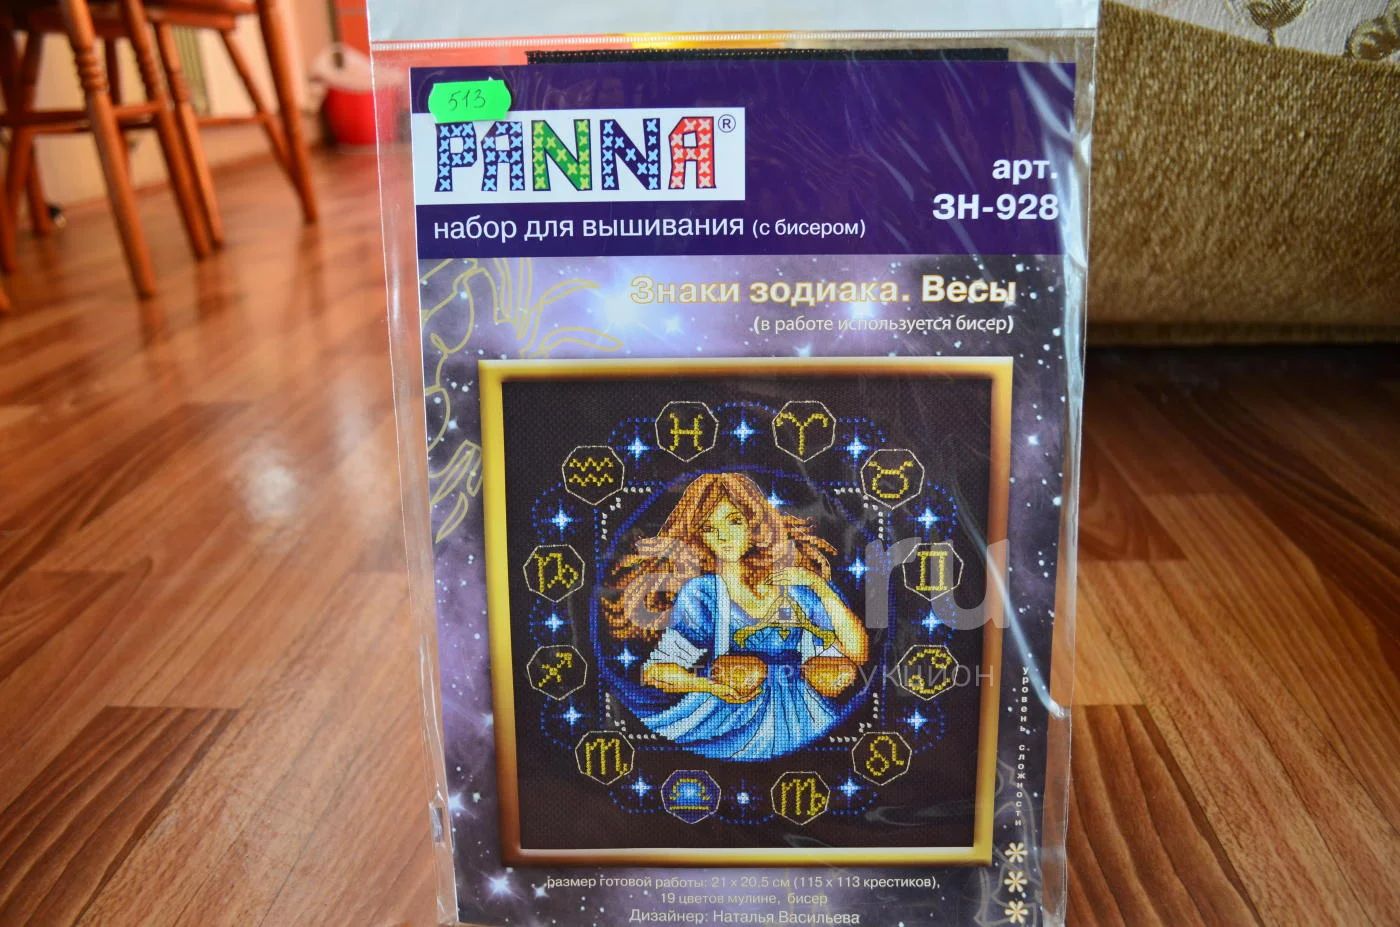 513
PANNA®
арт.
ЗН-928
набор для вышивания (с бисером)
Знаки зодиака. Весы
(в работе используется бисер)
уровень сложности
размер готовой работы: 21 x 20,5 см (115 x 113 крестиков),
19 цветов мулине, бисер
Дизайнер: Наталья Васильева